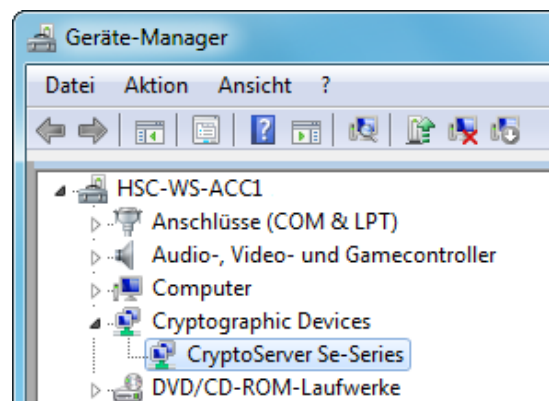 Geräte-Manager
Datei Aktion Ansicht ?
HSC-WS-ACC1
Anschlüsse (COM & LPT)
Audio-, Video- und Gamecontroller
Computer
Cryptographic Devices
CryptoServer Se-Series
DVD/CD-ROM-Laufwerke